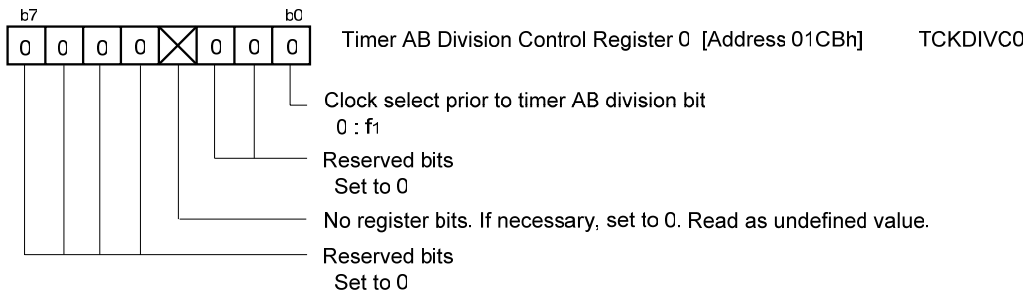 b7 b0
0 0 0 0 0 0 0 Timer AB Division Control Register 0 [Address 01CBh] TCKDIVC0
Clock select prior to timer AB division bit
0 : f1
Reserved bits
Set to 0
No register bits. If necessary, set to 0. Read as undefined value.
Reserved bits
Set to 0